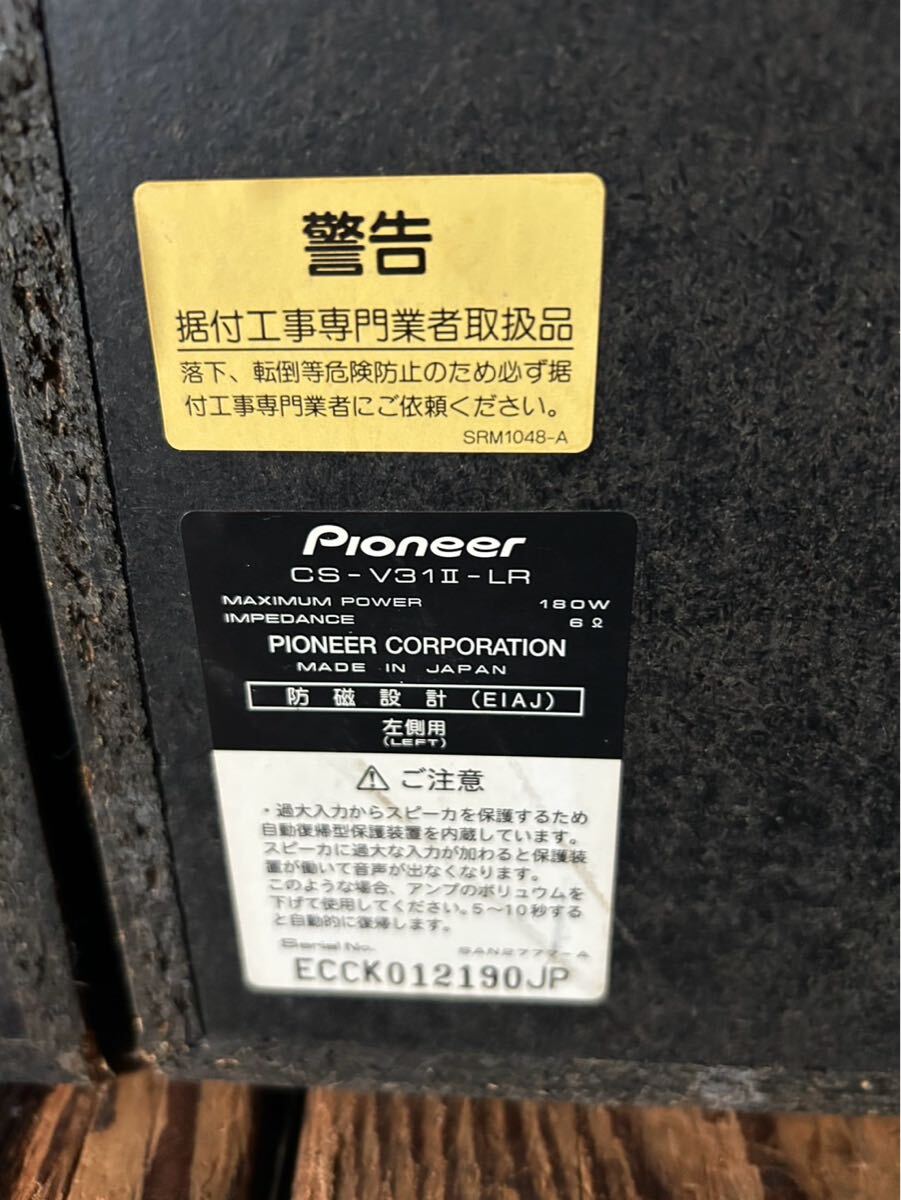 警告
据付工事専門業者取扱品
落下、転倒等危険防止のため必ず据
付工事専門業者にご依頼ください。
SRM1048-A
Pioneer
CS-V31II-LR
MAXIMUM POWER 180W
IMPEDANCE 6Ω
PIONEER CORPORATION
MADE IN JAPAN
防磁設計(EIAJ)
左側用
(LEFT)
⚠ ご注意
・過大入力からスピーカを保護するため
自動復帰型保護装置を内蔵しています。
スピーカに過大な入力が加わると保護装
置が働いて音声が出なくなります。
このような場合、アンプのボリュウムを
下げて使用してください。5〜10秒する
と自動的に復帰します。
Serial No.
ECCK012190JP